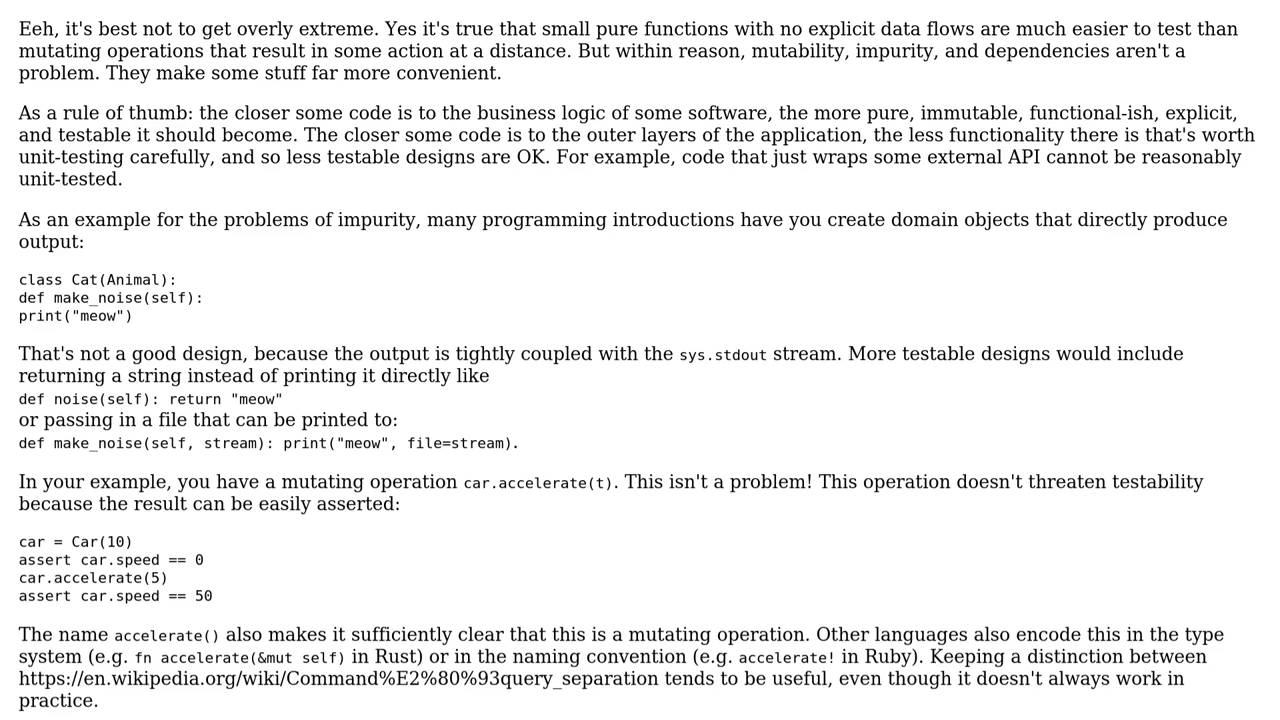 Eeh, it's best not to get overly extreme. Yes it's true that small pure functions with no explicit data flows are much easier to test than
mutating operations that result in some action at a distance. But within reason, mutability, impurity, and dependencies aren't a
problem. They make some stuff far more convenient.
As a rule of thumb: the closer some code is to the business logic of some software, the more pure, immutable, functional-ish, explicit,
and testable it should become. The closer some code is to the outer layers of the application, the less functionality there is that's worth
unit-testing carefully, and so less testable designs are OK. For example, code that just wraps some external API cannot be reasonably
unit-tested.
As an example for the problems of impurity, many programming introductions have you create domain objects that directly produce
output:
class Cat(Animal):
def make_noise(self):
print("meow")
That's not a good design, because the output is tightly coupled with the sys.stdout stream. More testable designs would include
returning a string instead of printing it directly like
def noise(self): return "meow"
or passing in a file that can be printed to:
def make_noise(self, stream): print("meow", file=stream).
In your example, you have a mutating operation car.accelerate(t). This isn't a problem! This operation doesn't threaten testability
because the result can be easily asserted:
car = Car(10)
assert car.speed == 0
car.accelerate(5)
assert car.speed == 50
The name accelerate() also makes it sufficiently clear that this is a mutating operation. Other languages also encode this in the type
system (e.g. fn accelerate(&mut self) in Rust) or in the naming convention (e.g. accelerate! in Ruby). Keeping a distinction between
https://en.wikipedia.org/wiki/Command%E2%80%93query_separation tends to be useful, even though it doesn't always work in
practice.